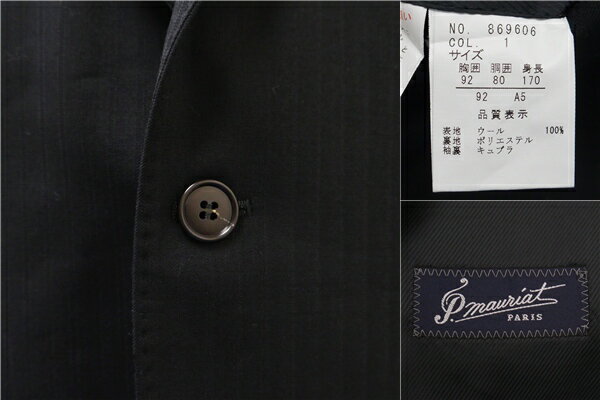 NO. 869606
COL. 1
サイズ
胸囲 胴囲 身長
92 80 170
92 A5
品質表示
表地 ウール 100%
裏地 ポリエステル
袖裏 キュプラ
P. mauriat
PARIS